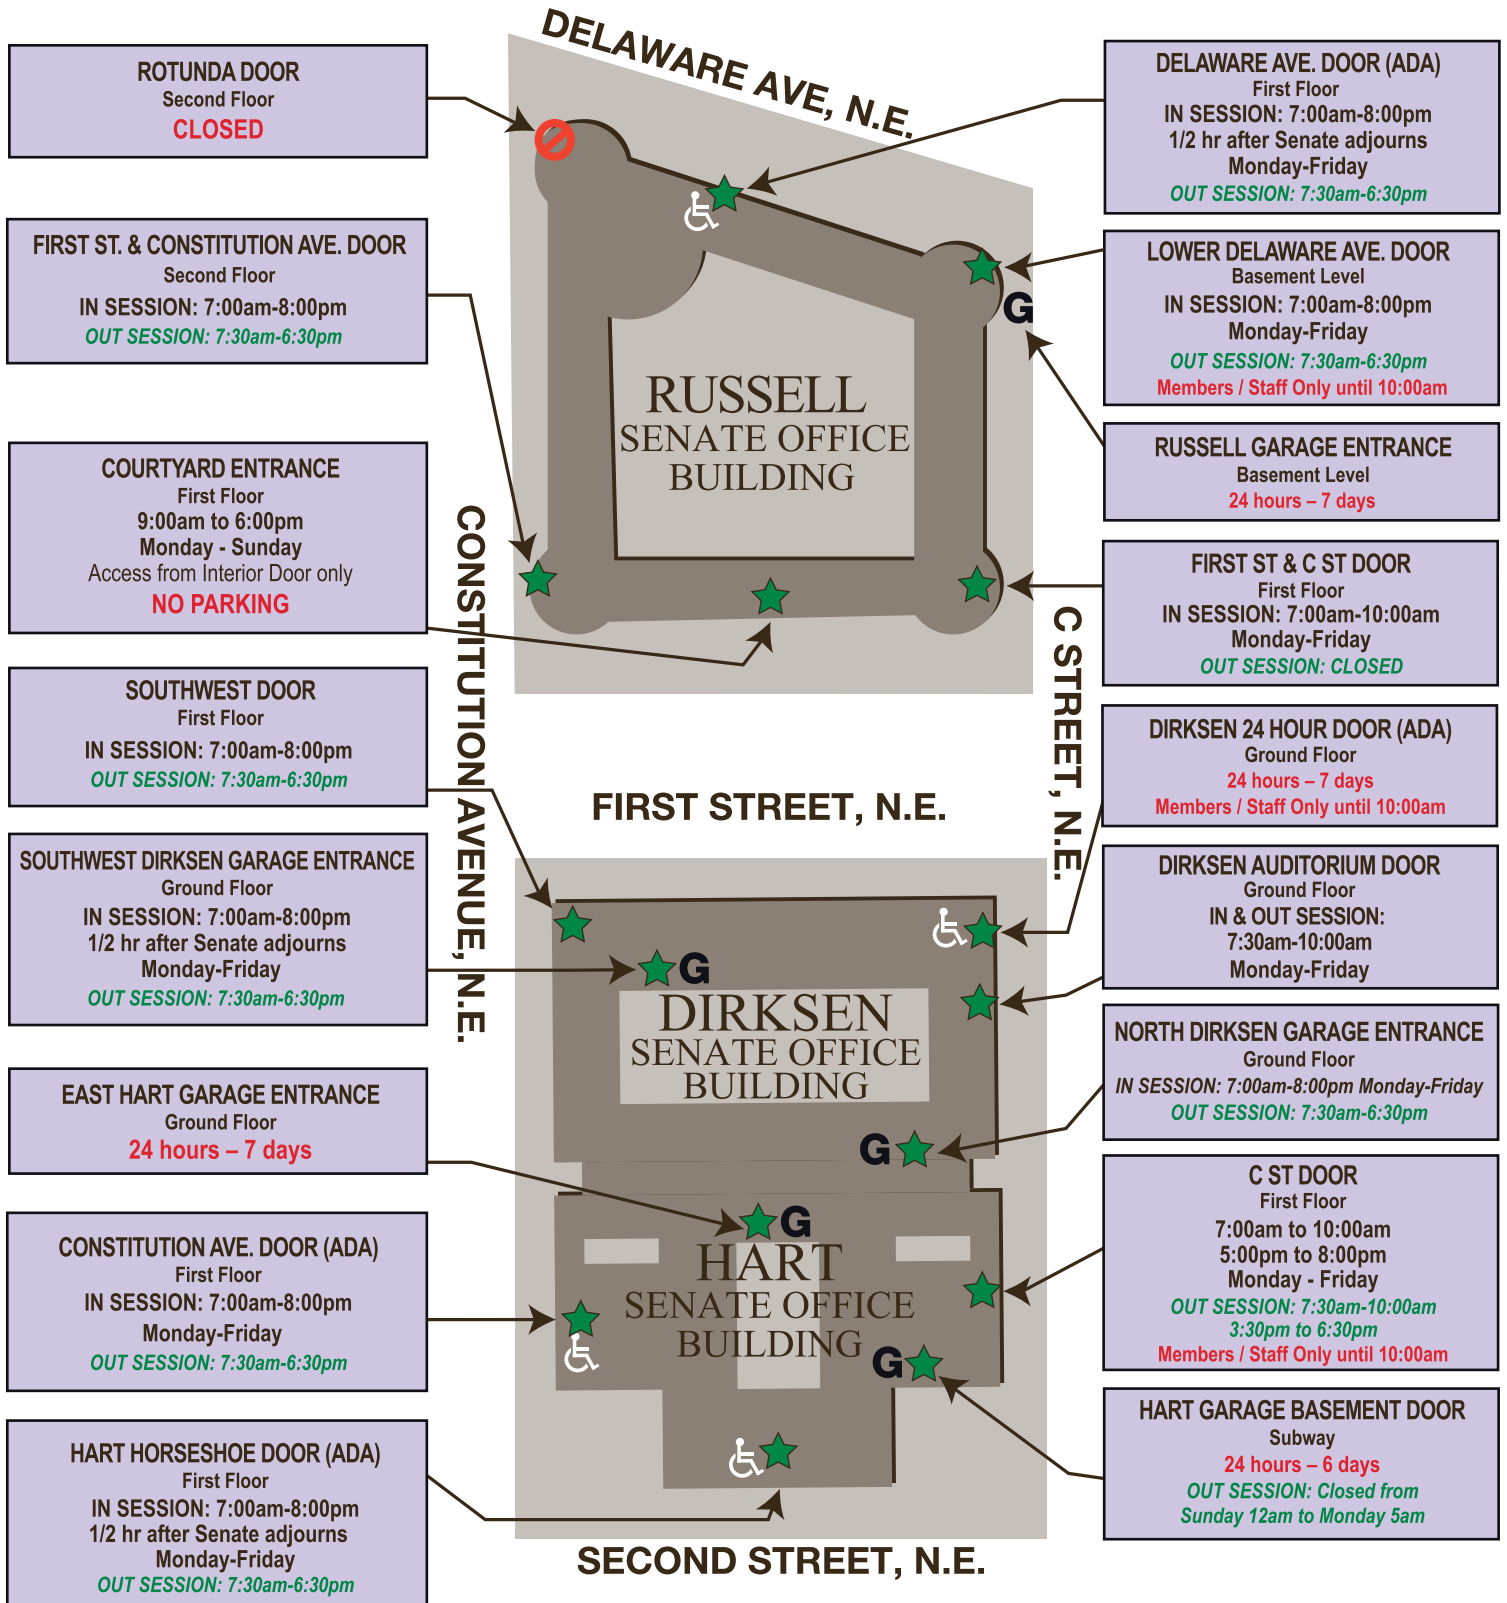 DELAWARE AVE, N.E.
ROTUNDA DOOR
Second Floor
CLOSED
FIRST ST. & CONSTITUTION AVE. DOOR
Second Floor
IN SESSION: 7:00am-8:00pm
OUT SESSION: 7:30am-6:30pm
COURTYARD ENTRANCE
First Floor
9:00am to 6:00pm
Monday - Sunday
Access from Interior Door only
NO PARKING
SOUTHWEST DOOR
First Floor
IN SESSION: 7:00am-8:00pm
OUT SESSION: 7:30am-6:30pm
SOUTHWEST DIRKSEN GARAGE ENTRANCE
Ground Floor
IN SESSION: 7:00am-8:00pm
1/2 hr after Senate adjourns
Monday-Friday
OUT SESSION: 7:30am-6:30pm
EAST HART GARAGE ENTRANCE
Ground Floor
24 hours – 7 days
CONSTITUTION AVE. DOOR (ADA)
First Floor
IN SESSION: 7:00am-8:00pm
Monday-Friday
OUT SESSION: 7:30am-6:30pm
HART HORSESHOE DOOR (ADA)
First Floor
IN SESSION: 7:00am-8:00pm
1/2 hr after Senate adjourns
Monday-Friday
OUT SESSION: 7:30am-6:30pm
CONSTITUTION AVENUE, N.E.
G
RUSSELL
SENATE OFFICE
BUILDING
FIRST STREET, N.E.
G
DIRKSEN
SENATE OFFICE
BUILDING
G
G
HART
SENATE OFFICE
BUILDING
G
SECOND STREET, N.E.
C STREET, N.E.
DELAWARE AVE. DOOR (ADA)
First Floor
IN SESSION: 7:00am-8:00pm
1/2 hr after Senate adjourns
Monday-Friday
OUT SESSION: 7:30am-6:30pm
LOWER DELAWARE AVE. DOOR
Basement Level
IN SESSION: 7:00am-8:00pm
Monday-Friday
OUT SESSION: 7:30am-6:30pm
Members / Staff Only until 10:00am
RUSSELL GARAGE ENTRANCE
Basement Level
24 hours – 7 days
FIRST ST & C ST DOOR
First Floor
IN SESSION: 7:00am-10:00am
Monday-Friday
OUT SESSION: CLOSED
DIRKSEN 24 HOUR DOOR (ADA)
Ground Floor
24 hours – 7 days
Members / Staff Only until 10:00am
DIRKSEN AUDITORIUM DOOR
Ground Floor
IN & OUT SESSION:
7:30am-10:00am
Monday-Friday
NORTH DIRKSEN GARAGE ENTRANCE
Ground Floor
IN SESSION: 7:00am-8:00pm Monday-Friday
OUT SESSION: 7:30am-6:30pm
C ST DOOR
First Floor
7:00am to 10:00am
5:00pm to 8:00pm
Monday - Friday
OUT SESSION: 7:30am-10:00am
3:30pm to 6:30pm
Members / Staff Only until 10:00am
HART GARAGE BASEMENT DOOR
Subway
24 hours – 6 days
OUT SESSION: Closed from
Sunday 12am to Monday 5am